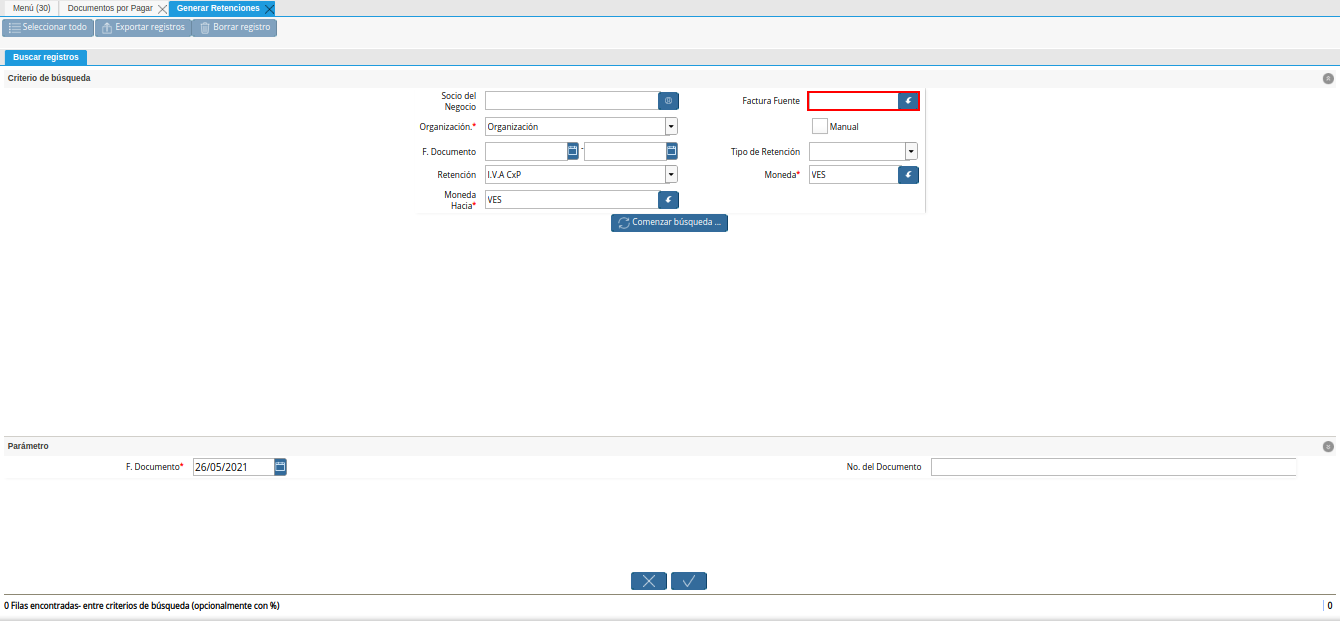 Menú (30) Documentos por Pagar Generar Retenciones
Seleccionar todo Exportar registros Borrar registro
Buscar registros
Criterio de búsqueda
Socio del Negocio Factura Fuente
Organización.* Organización Manual
F. Documento - Tipo de Retención
Retención I.V.A CxP Moneda* VES
Moneda Hacia* VES
Comenzar búsqueda ...
Parámetro
F. Documento* 26/05/2021 No. del Documento
0 Filas encontradas- entre criterios de búsqueda (opcionalmente con %) 0